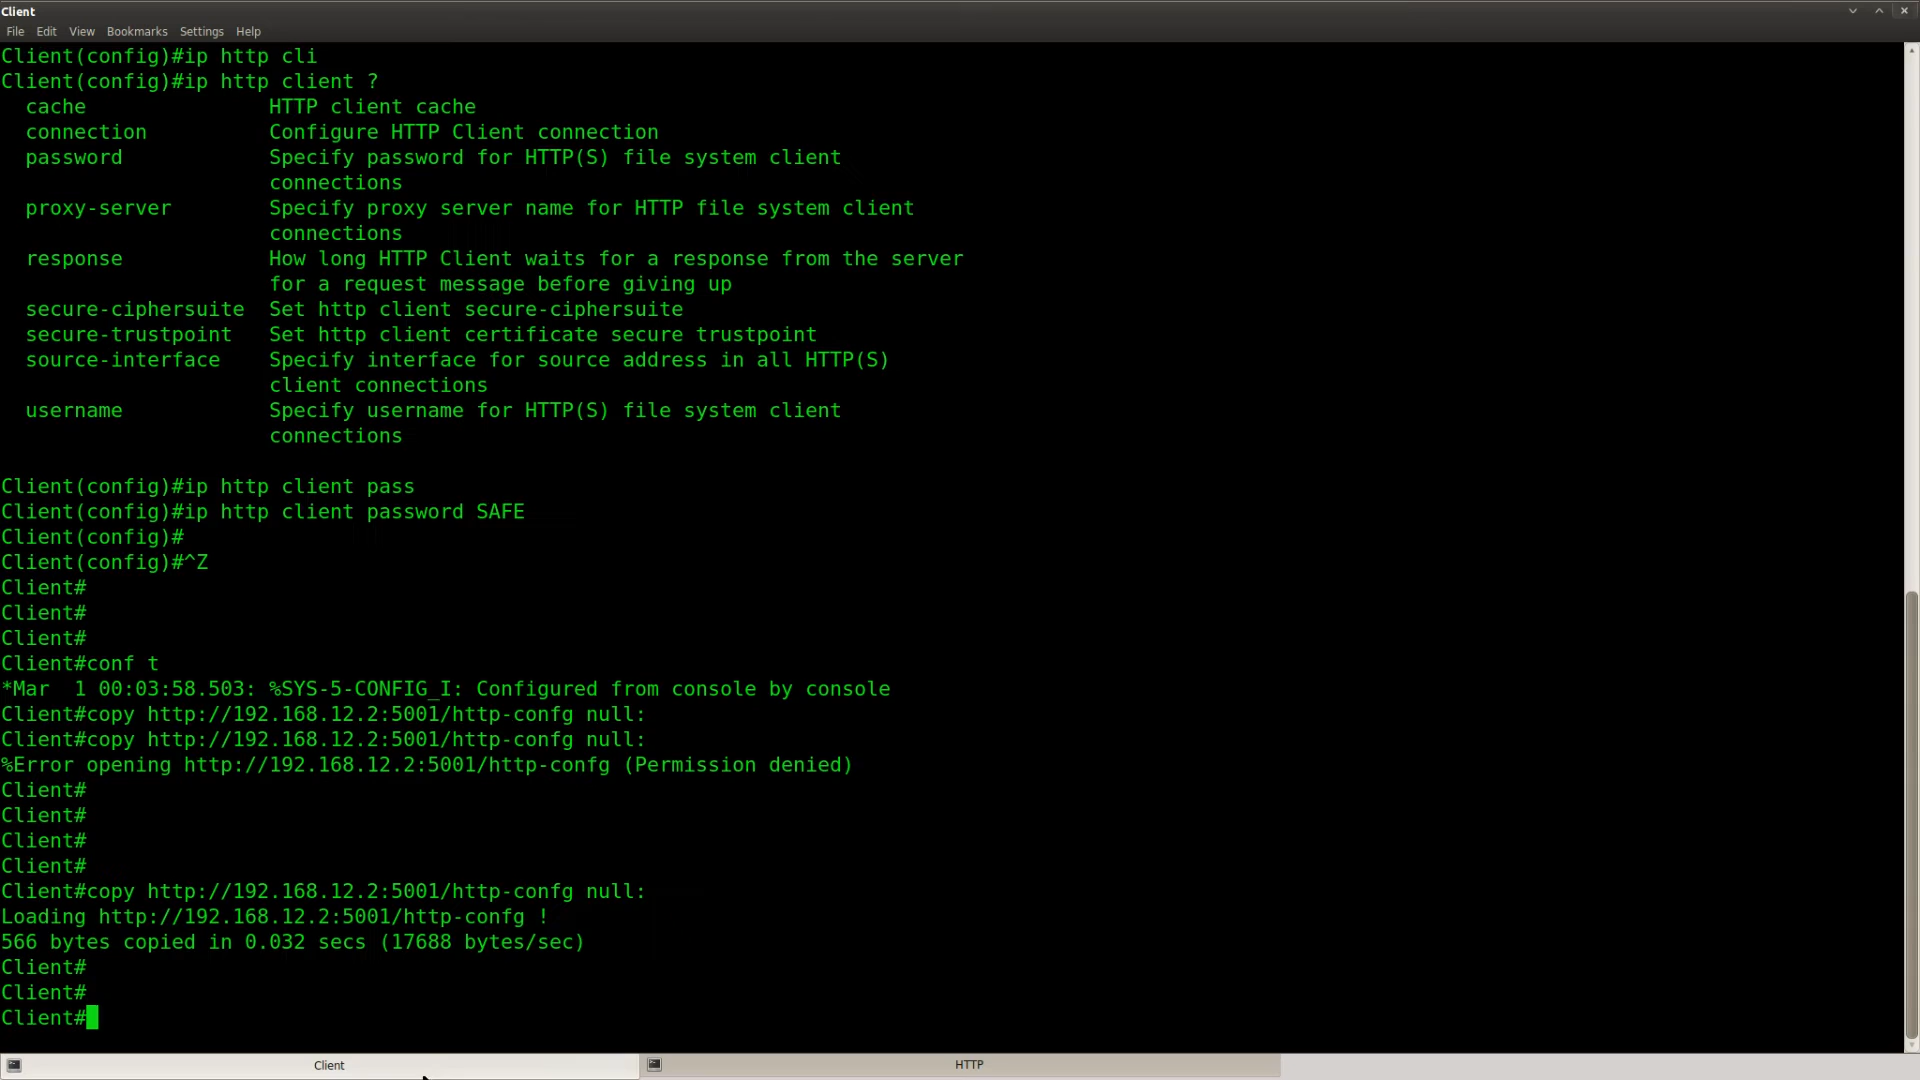 Client
File Edit View Bookmarks Settings Help
Client(config)#ip http cli
Client(config)#ip http client ?
  cache               HTTP client cache
  connection          Configure HTTP Client connection
  password            Specify password for HTTP(S) file system client
                      connections
  proxy-server        Specify proxy server name for HTTP file system client
                      connections
  response            How long HTTP Client waits for a response from the server
                      for a request message before giving up
  secure-ciphersuite  Set http client secure-ciphersuite
  secure-trustpoint   Set http client certificate secure trustpoint
  source-interface    Specify interface for source address in all HTTP(S)
                      client connections
  username            Specify username for HTTP(S) file system client
                      connections
Client(config)#ip http client pass
Client(config)#ip http client password SAFE
Client(config)#
Client(config)#^Z
Client#
Client#
Client#
Client#conf t
*Mar  1 00:03:58.503: %SYS-5-CONFIG_I: Configured from console by console
Client#copy http://192.168.12.2:5001/http-confg null:
Client#copy http://192.168.12.2:5001/http-confg null:
%Error opening http://192.168.12.2:5001/http-confg (Permission denied)
Client#
Client#
Client#
Client#
Client#copy http://192.168.12.2:5001/http-confg null:
Loading http://192.168.12.2:5001/http-confg !
566 bytes copied in 0.032 secs (17688 bytes/sec)
Client#
Client#
Client#
Client HTTP